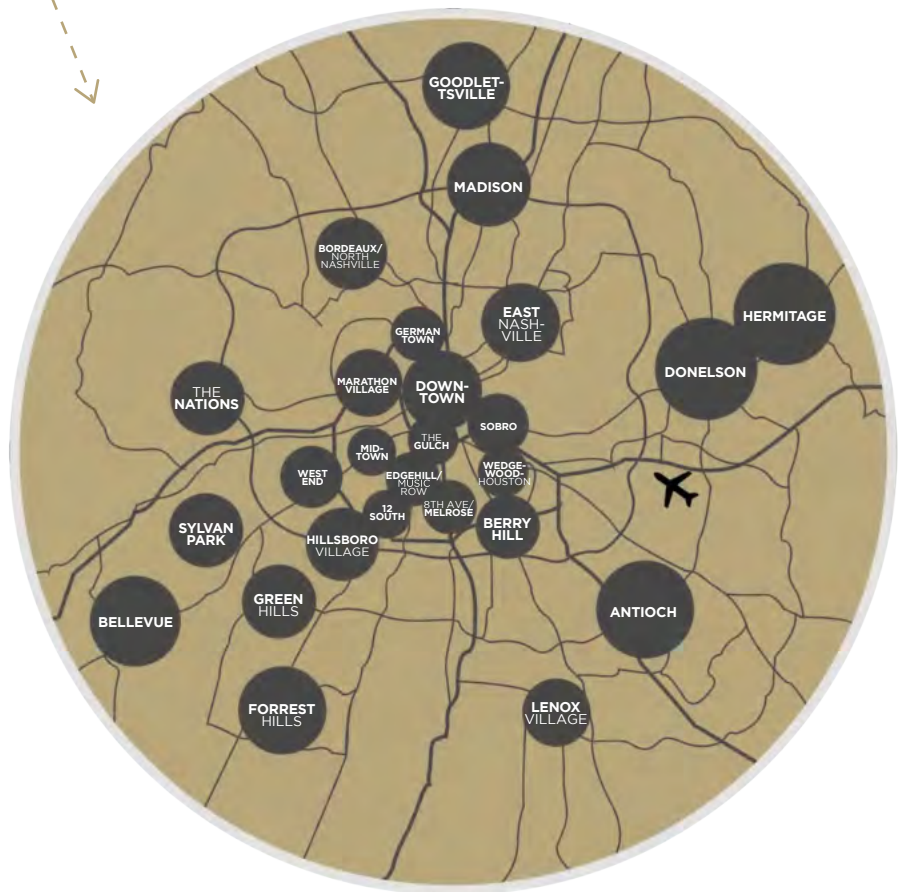 GOODLET-
TSVILLE
MADISON
BORDEAUX/
NORTH
NASHVILLE
EAST
NASH-
VILLE
HERMITAGE
GERMAN
TOWN
DONELSON
MARATHON
VILLAGE
DOWN-
TOWN
THE
NATIONS
SOBRO
THE
GULCH
MID-
TOWN
WEST
END
EDGEHILL/
MUSIC
ROW
WEDGE-
WOOD-
HOUSTON
12
SOUTH
8TH AVE/
MELROSE
BERRY
HILL
SYLVAN
PARK
HILLSBORO
VILLAGE
GREEN
HILLS
BELLEVUE
ANTIOCH
FORREST
HILLS
LENOX
VILLAGE